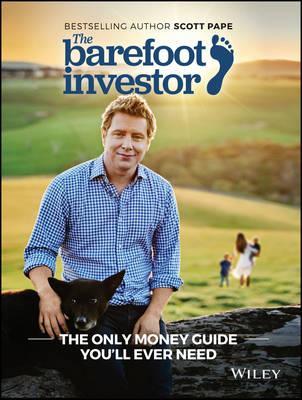 BESTSELLING AUTHOR SCOTT PAPE
The
barefoot
investor
THE ONLY MONEY GUIDE
YOU'LL EVER NEED
WILEY